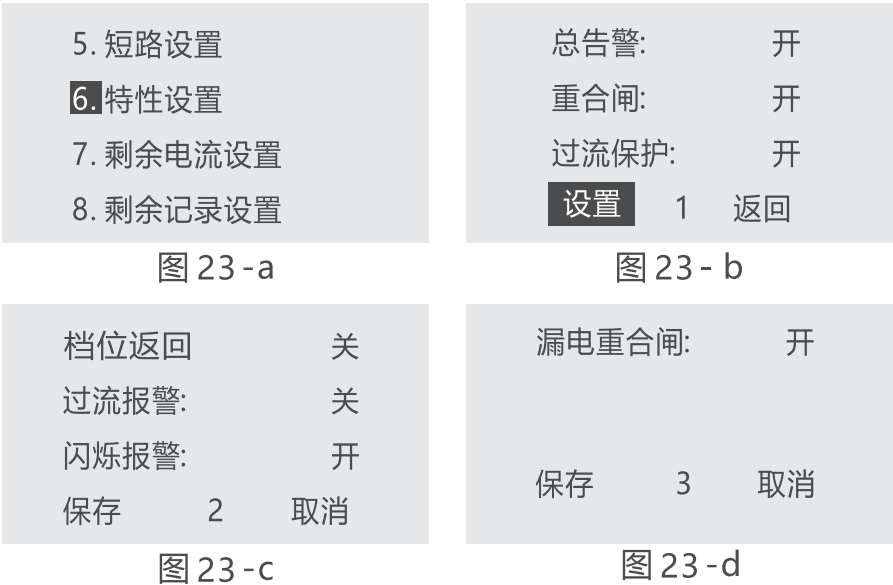 5. 短路设置
6. 特性设置
7. 剩余电流设置
8. 剩余记录设置
图 23 -a
总告警: 开
重合闸: 开
过流保护: 开
设置 1 返回
图 23 - b
档位返回 关
过流报警: 关
闪烁报警: 开
保存 2 取消
图 23 -c
漏电重合闸: 开
保存 3 取消
图 23 -d